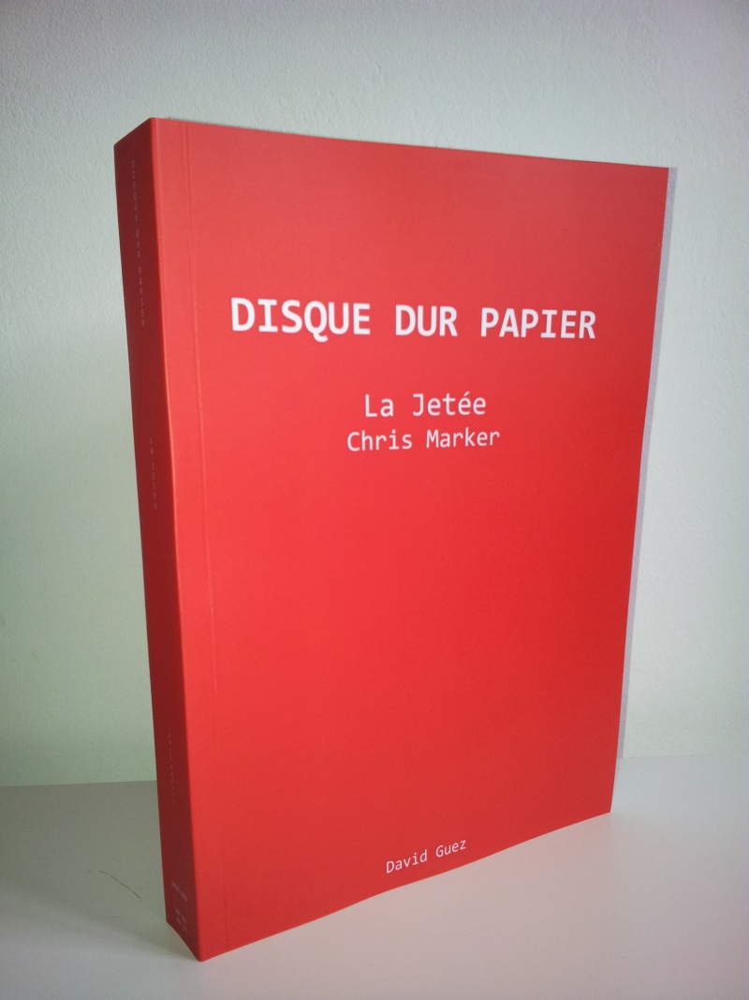 DISQUE DUR PAPIER
La Jetée
Chris Marker
David Guez